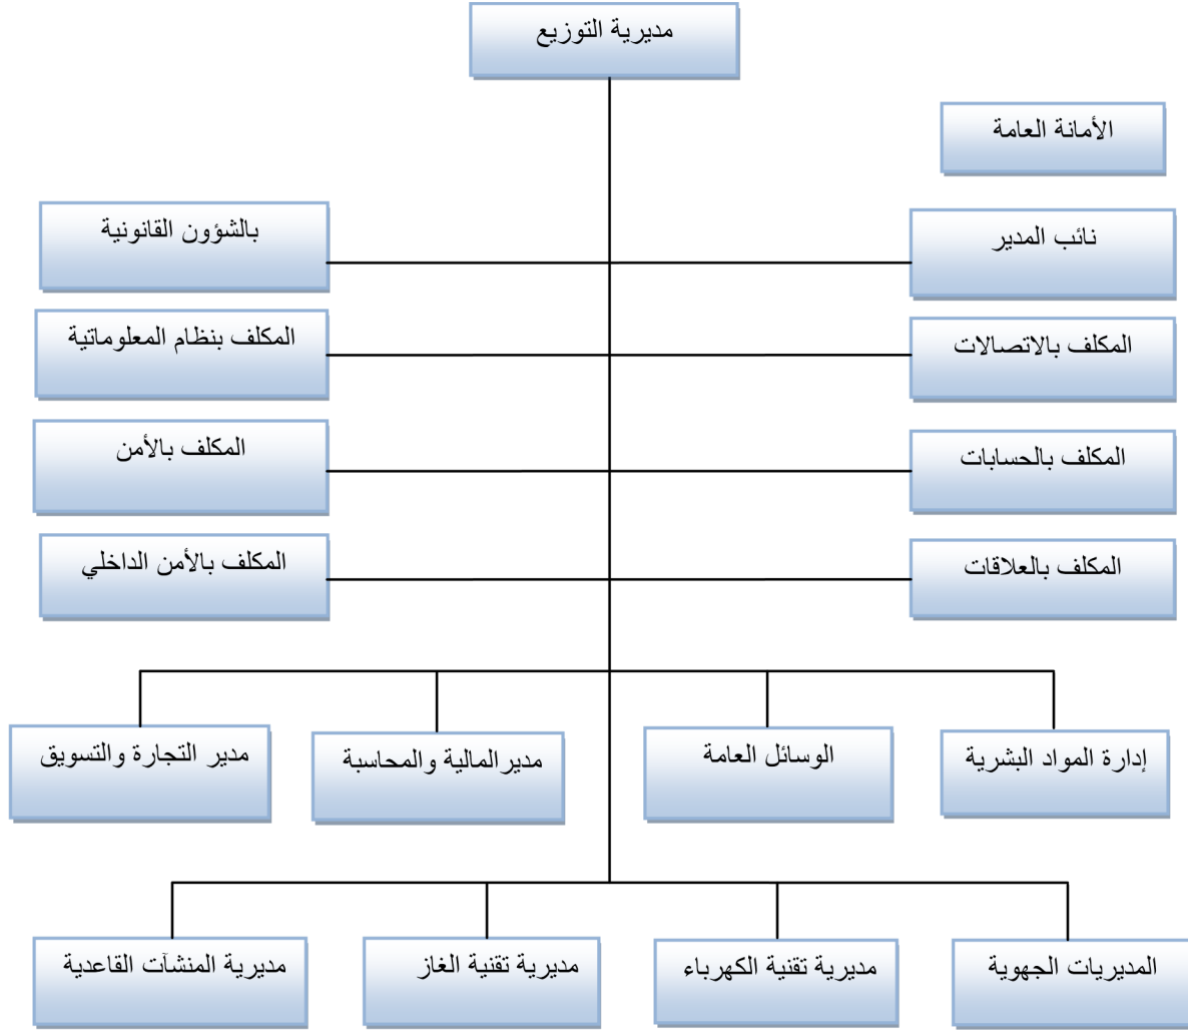 مديرية التوزيع
الأمانة العامة
نائب المدير
بالشؤون القانونية
المكلف بالاتصالات
المكلف بنظام المعلوماتية
المكلف بالحسابات
المكلف بالأمن
المكلف بالعلاقات
المكلف بالأمن الداخلي
إدارة المواد البشرية
الوسائل العامة
مدير المالية والمحاسبة
مدير التجارة والتسويق
المديريات الجهوية
مديرية تقنية الكهرباء
مديرية تقنية الغاز
مديرية المنشآت القاعدية